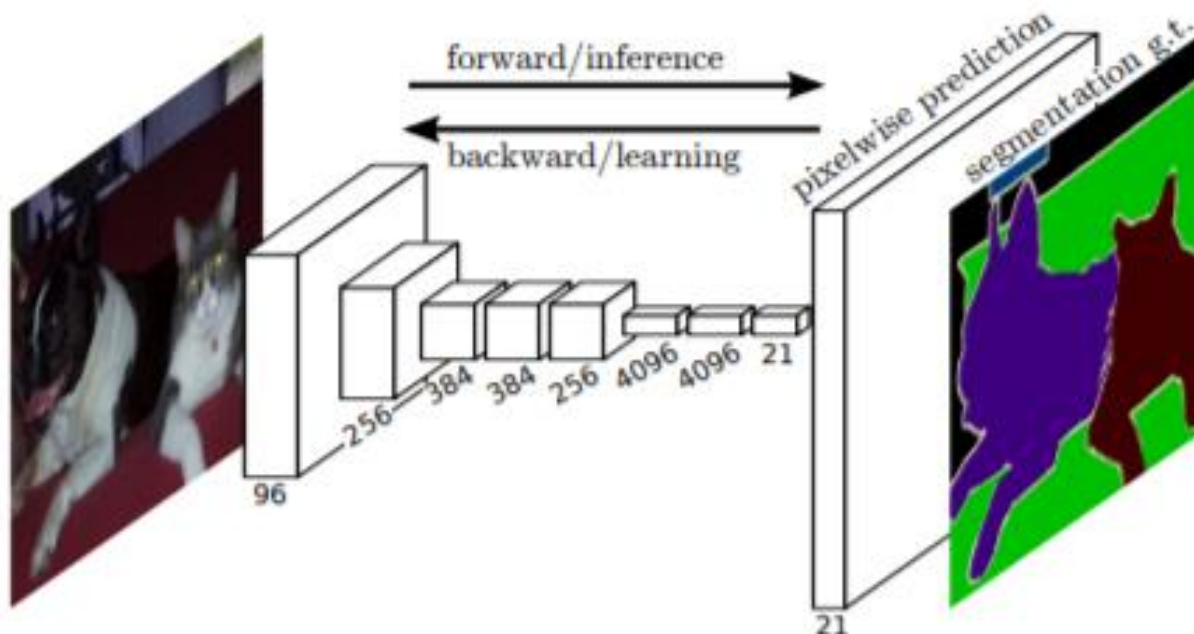 forward/inference
backward/learning
pixelwise prediction
segmentation g.t.
96
256
384
384
256
4096
4096
21
21